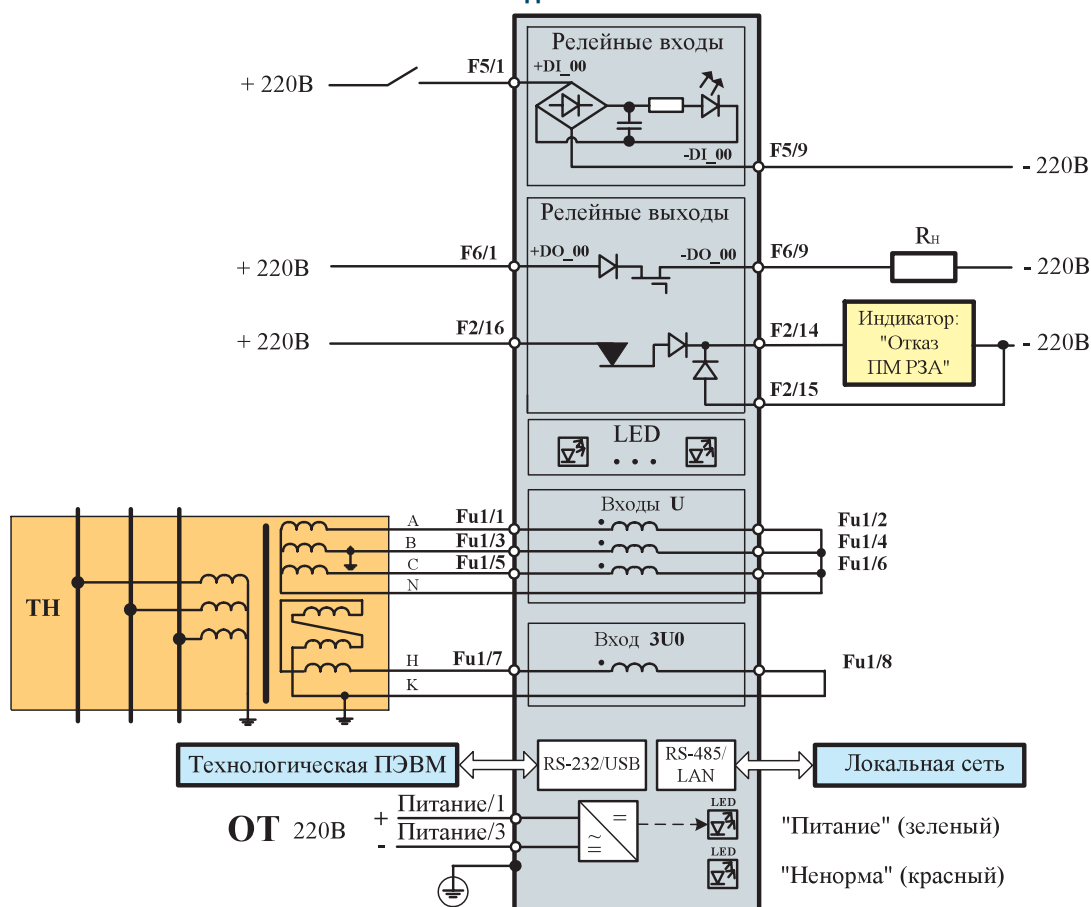 Релейные входы
+ 220В
F5/1
+DI_00
-DI_00
F5/9
- 220В
Релейные выходы
+ 220В
F6/1
+DO_00
-DO_00
F6/9
Rн
- 220В
+ 220В
F2/16
F2/14
Индикатор:
"Отказ
ПМ РЗА"
- 220В
F2/15
LED
Входы U
A
Fu1/1
Fu1/2
B
Fu1/3
Fu1/4
C
Fu1/5
Fu1/6
N
ТН
Вход 3U0
H
Fu1/7
Fu1/8
K
Технологическая ПЭВМ
RS-232/USB
RS-485/
LAN
Локальная сеть
ОТ 220В
+ Питание/1
- Питание/3
=
~
=
LED
"Питание" (зеленый)
LED
"Ненорма" (красный)